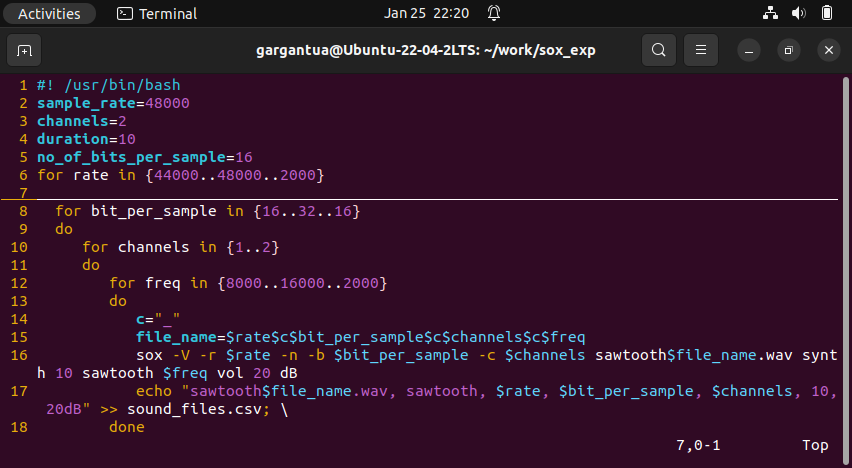 Activities Terminal Jan 25 22:20
gargantua@Ubuntu-22-04-2LTS: ~/work/sox_exp
1 #! /usr/bin/bash
2 sample_rate=48000
3 channels=2
4 duration=10
5 no_of_bits_per_sample=16
6 for rate in {44000..48000..2000}
7
8   for bit_per_sample in {16..32..16}
9   do
10      for channels in {1..2}
11      do
12         for freq in {8000..16000..2000}
13         do
14            c="_"
15            file_name=$rate$c$bit_per_sample$c$channels$c$freq
16            sox -V -r $rate -n -b $bit_per_sample -c $channels sawtooth$file_name.wav synt
h 10 sawtooth $freq vol 20 dB
17            echo "sawtooth$file_name.wav, sawtooth, $rate, $bit_per_sample, $channels, 10,
 20dB" >> sound_files.csv; \
18         done
7,0-1 Top